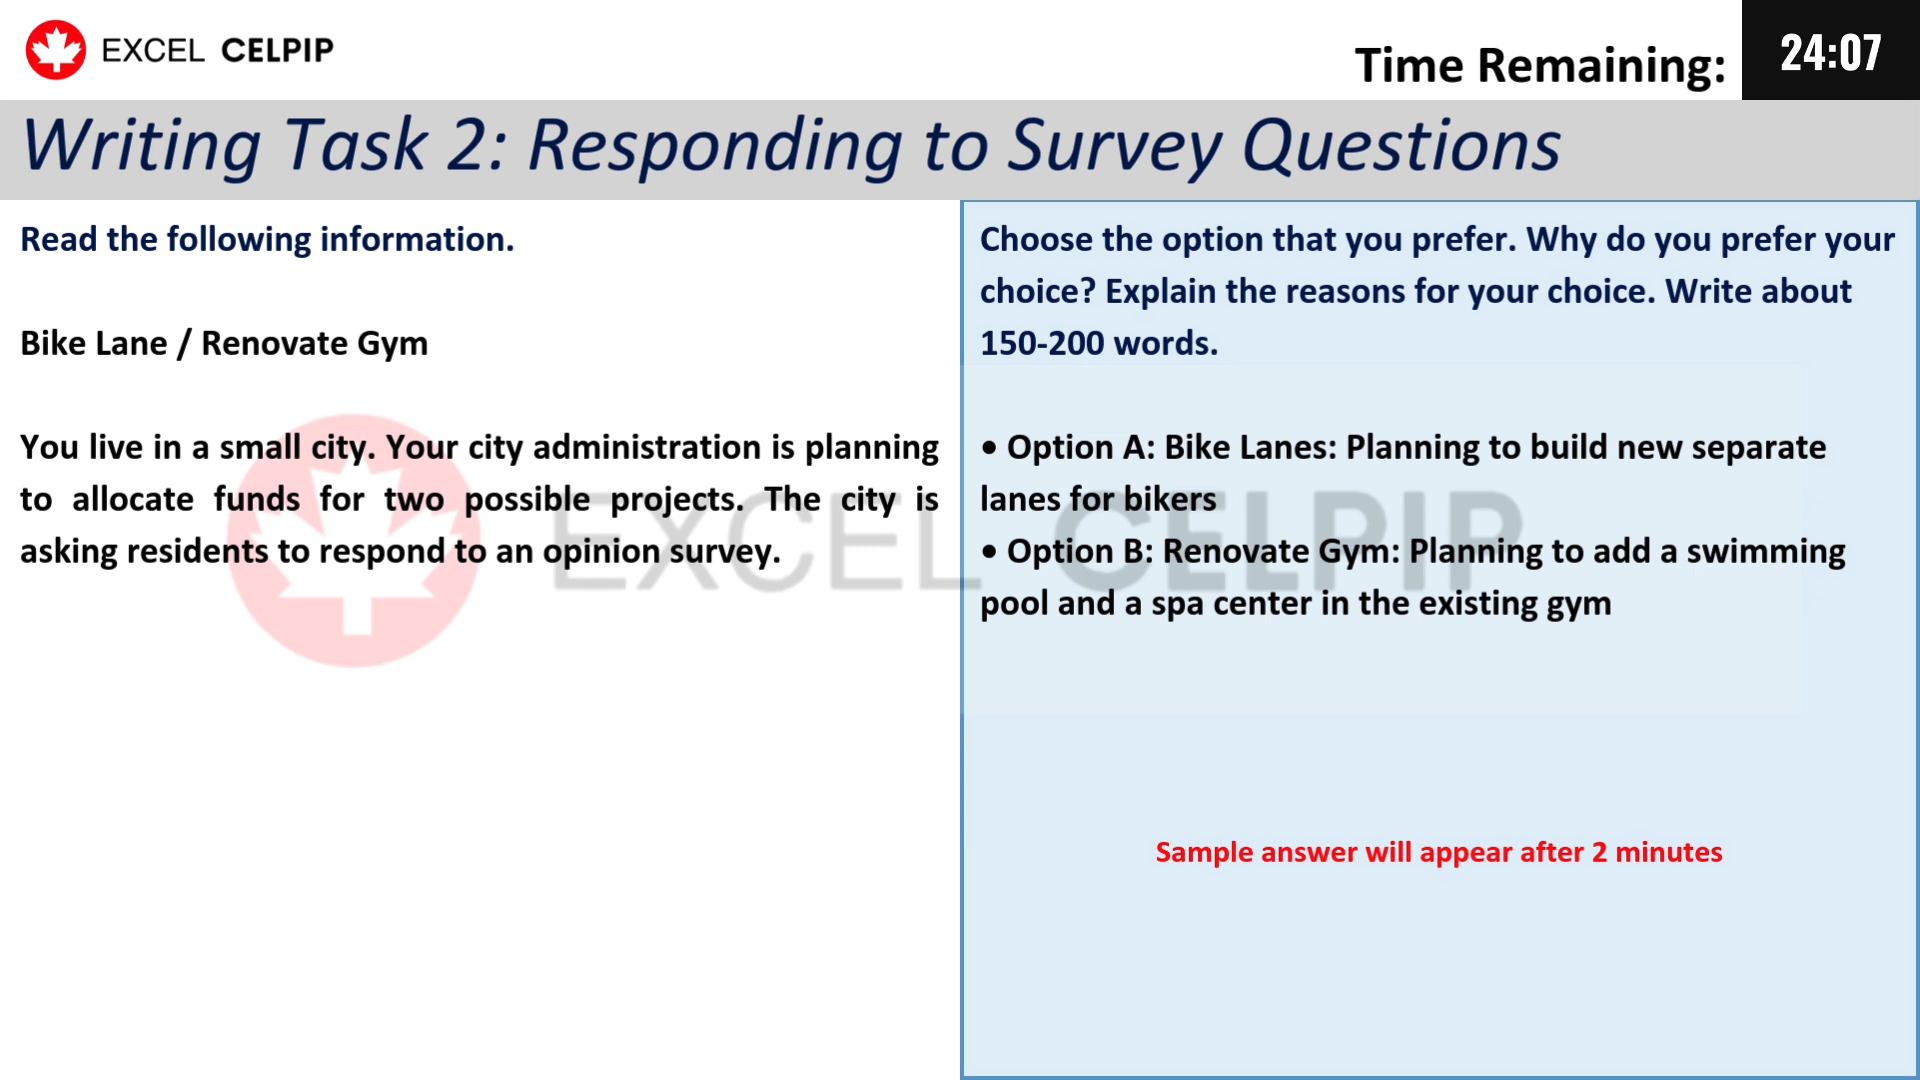 EXCEL CELPIP
Time Remaining:
24:07
Writing Task 2: Responding to Survey Questions
Read the following information.
Bike Lane / Renovate Gym
You live in a small city. Your city administration is planning
to allocate funds for two possible projects. The city is
asking residents to respond to an opinion survey.
Choose the option that you prefer. Why do you prefer your
choice? Explain the reasons for your choice. Write about
150-200 words.
• Option A: Bike Lanes: Planning to build new separate
lanes for bikers
• Option B: Renovate Gym: Planning to add a swimming
pool and a spa center in the existing gym
EXCEL CELPIP
Sample answer will appear after 2 minutes